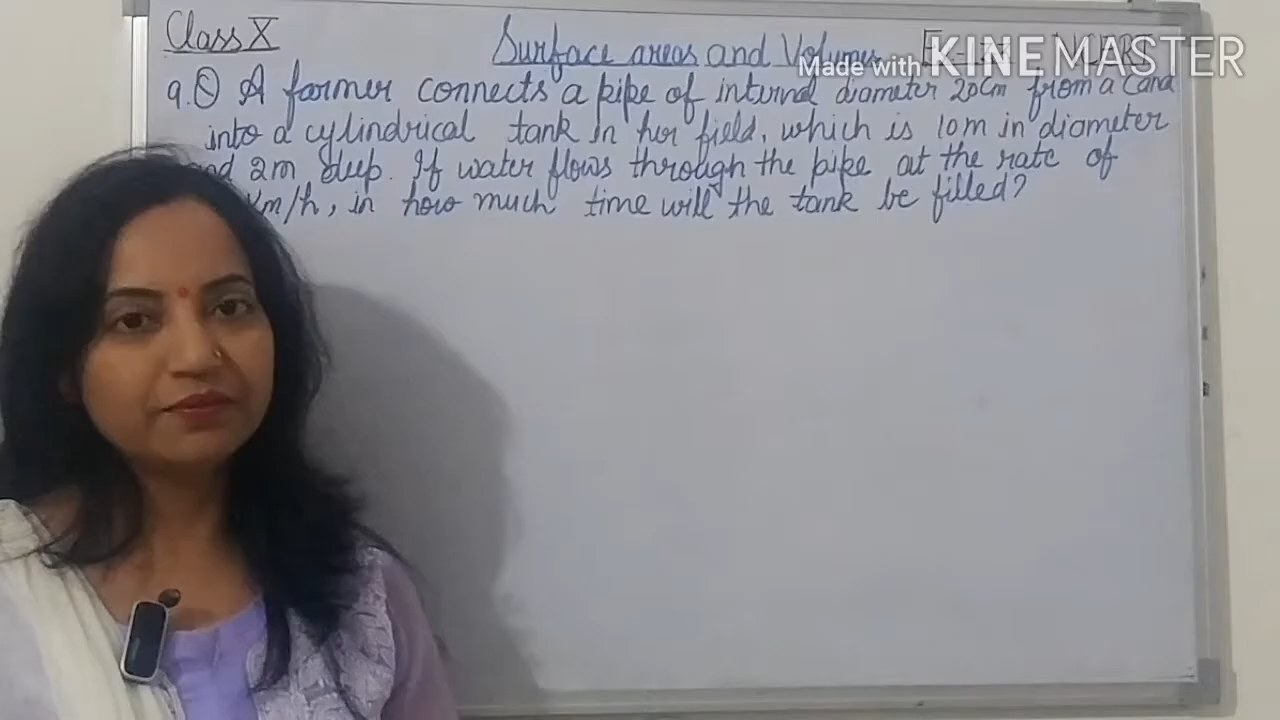 Class X
Surface areas and Volumes
Made with KINEMASTER
9.Q A farmer connects a pipe of internal diameter 20cm from a cana
into a cylindrical tank in her field, which is 10m in diameter
2m deep. If water flows through the pipe at the rate of
Km/h, in how much time will the tank be filled?